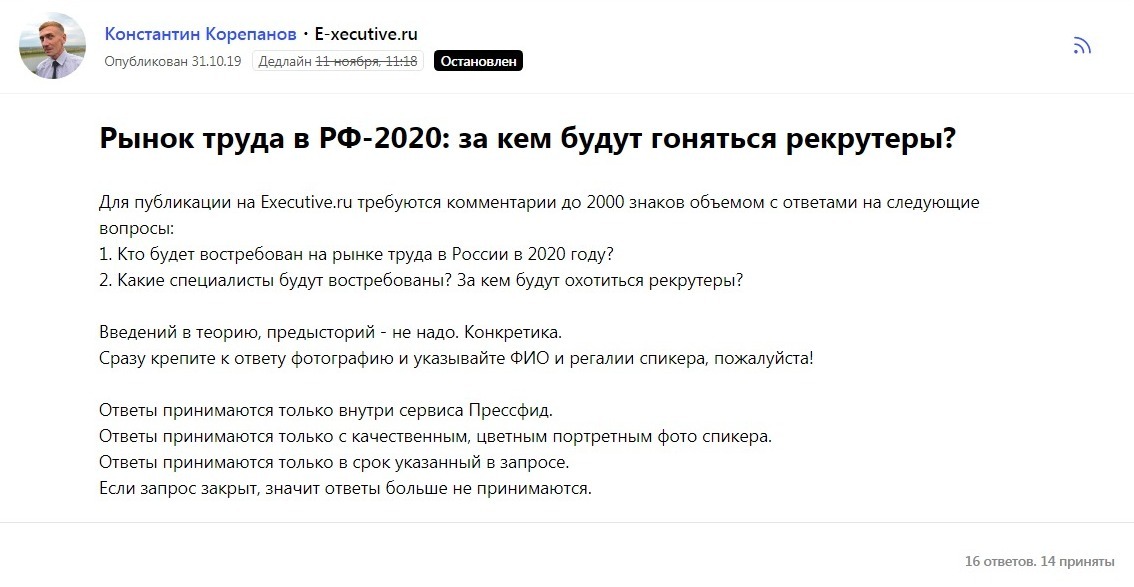 Константин Корепанов · E-xecutive.ru
Опубликован 31.10.19 Дедлайн 11 ноября, 11:18 Остановлен
Рынок труда в РФ-2020: за кем будут гоняться рекрутеры?
Для публикации на Executive.ru требуются комментарии до 2000 знаков объемом с ответами на следующие
вопросы:
1. Кто будет востребован на рынке труда в России в 2020 году?
2. Какие специалисты будут востребованы? За кем будут охотиться рекрутеры?
Введений в теорию, предысторий - не надо. Конкретика.
Сразу крепите к ответу фотографию и указывайте ФИО и регалии спикера, пожалуйста!
Ответы принимаются только внутри сервиса Прессфид.
Ответы принимаются только с качественным, цветным портретным фото спикера.
Ответы принимаются только в срок указанный в запросе.
Если запрос закрыт, значит ответы больше не принимаются.
16 ответов. 14 приняты